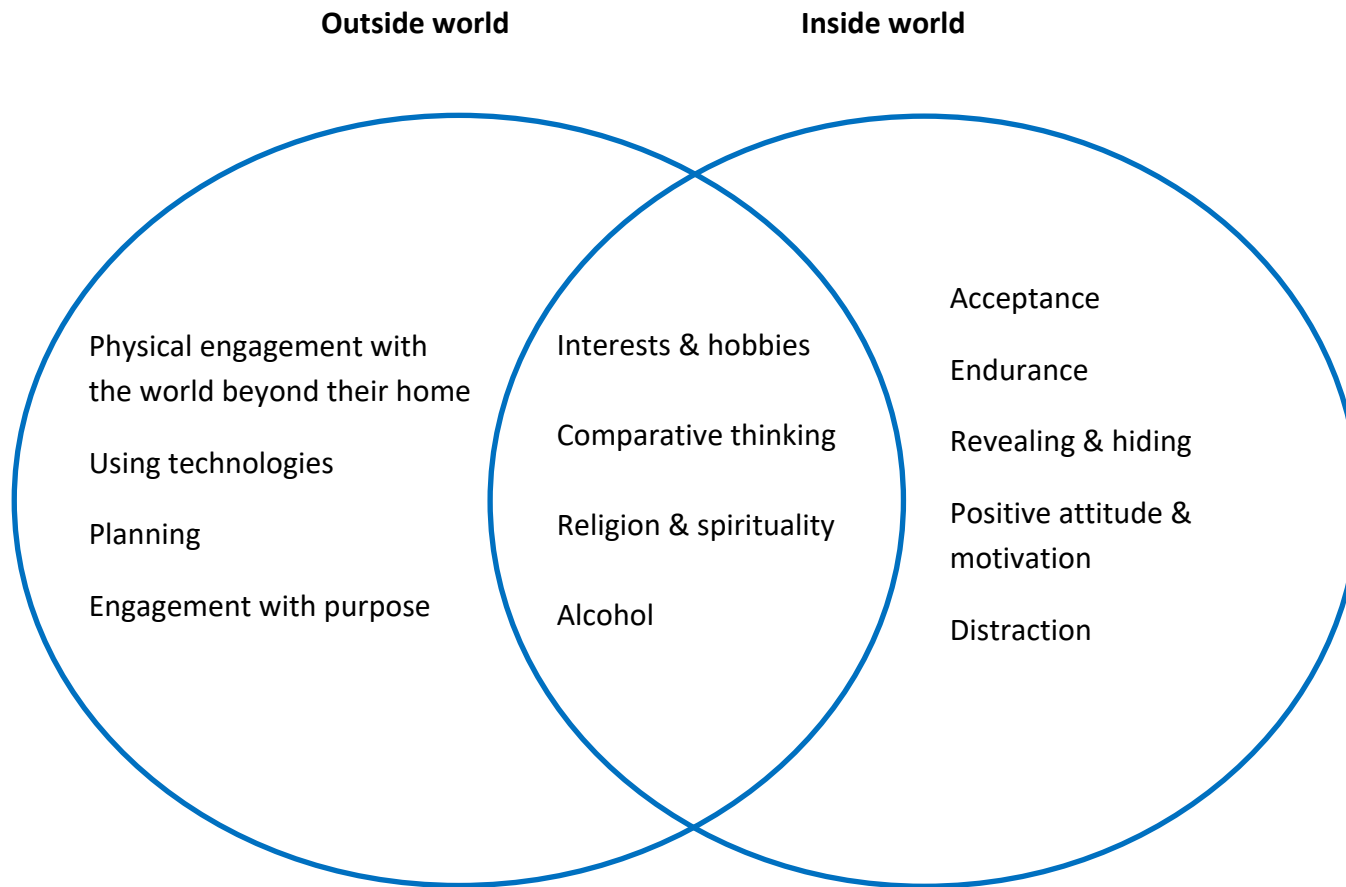 Outside world
Inside world
Physical engagement with
the world beyond their home
Using technologies
Planning
Engagement with purpose
Interests & hobbies
Comparative thinking
Religion & spirituality
Alcohol
Acceptance
Endurance
Revealing & hiding
Positive attitude &
motivation
Distraction